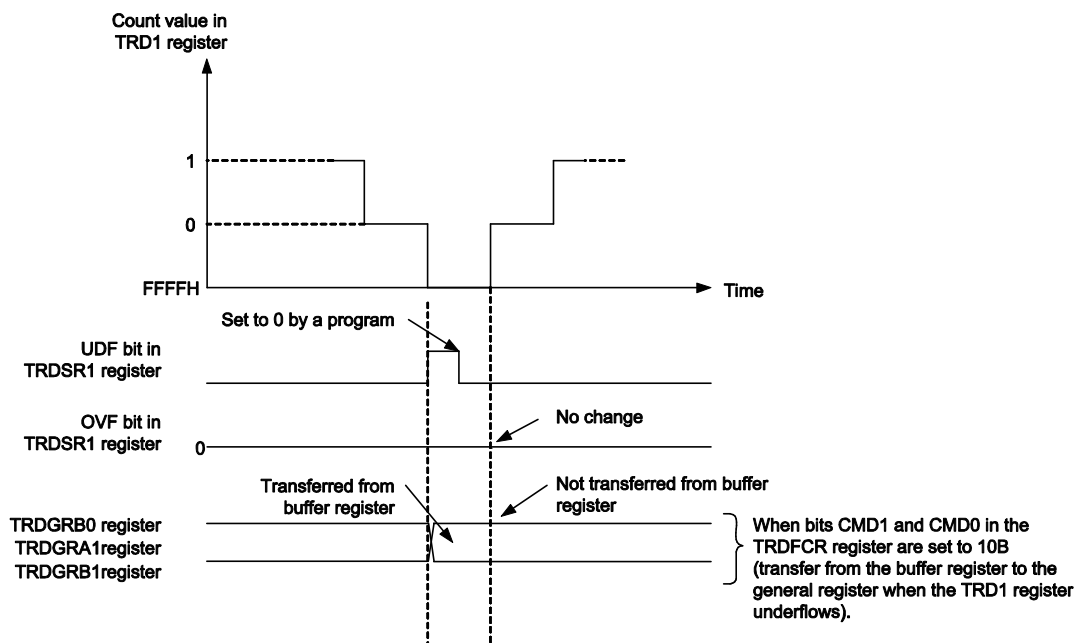 Count value in
TRD1 register
1
0
FFFFH
Time
Set to 0 by a program
UDF bit in
TRDSR1 register
OVF bit in
TRDSR1 register
0
No change
Transferred from
buffer register
Not transferred from buffer
register
TRDGRB0 register
TRDGRA1register
TRDGRB1register
When bits CMD1 and CMD0 in the
TRDFCR register are set to 10B
(transfer from the buffer register to the
general register when the TRD1 register
underflows).